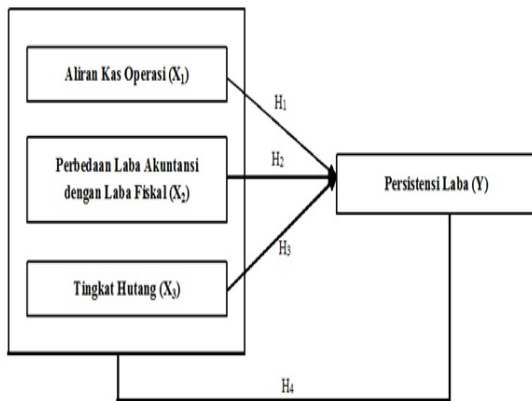 Aliran Kas Operasi (X₁)
H₁
Perbedaan Laba Akuntansi
dengan Laba Fiskal (X₂)
H₂
Persistensi Laba (Y)
H₃
Tingkat Hutang (X₃)
H₄